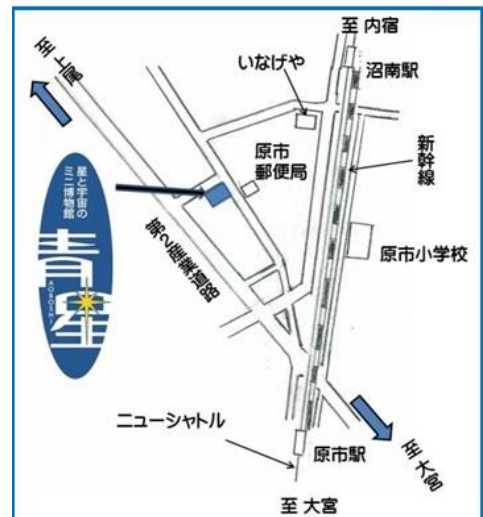 至 内宿
至 上尾
いなげや
沼南駅
原市
郵便局
新幹線
星と宇宙の
ミニ博物館
青星
AOBOSHI
第2産業道路
原市小学校
ニューシャトル
原市駅
至 大宮
至 大宮